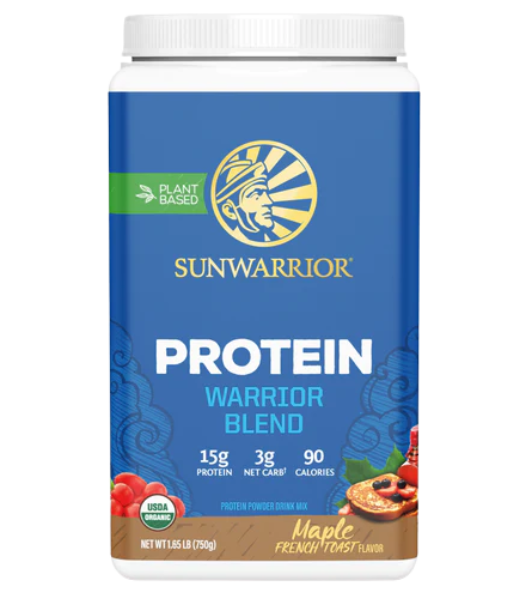 PLANT
BASED
SUNWARRIOR®
PROTEIN
WARRIOR
BLEND
15g 3g 90
PROTEIN NET CARB† CALORIES
PROTEIN POWDER DRINK MIX
USDA
ORGANIC
Maple
FRENCH TOAST FLAVOR
NET WT 1.65 LB (750g)